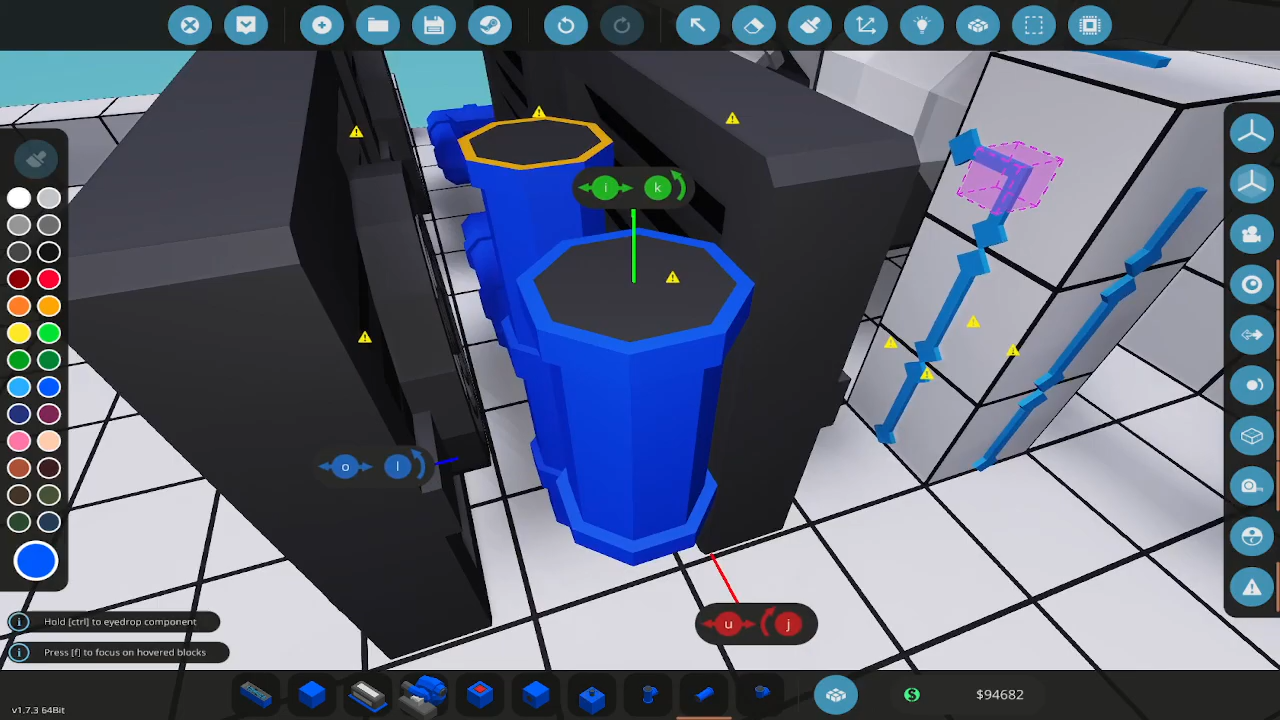 i k
o l
u j
Hold [ctrl] to eyedrop component
Press [f] to focus on hovered blocks
v1.7.3 64Bit
$ $94682